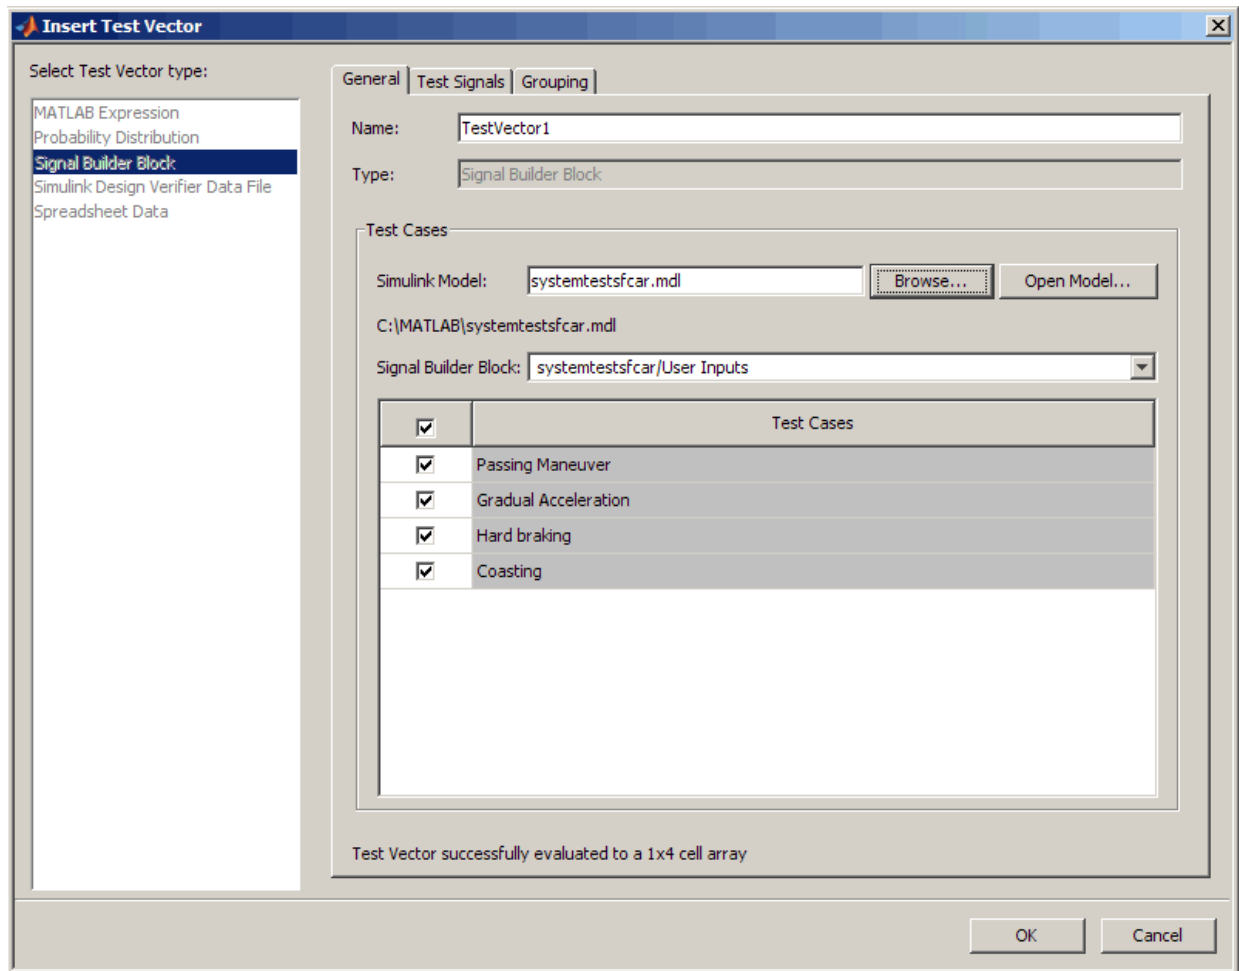 Insert Test Vector
Select Test Vector type:
MATLAB Expression
Probability Distribution
Signal Builder Block
Simulink Design Verifier Data File
Spreadsheet Data
General Test Signals Grouping
Name: TestVector1
Type: Signal Builder Block
Test Cases
Simulink Model: systemtestsfcar.mdl Browse... Open Model...
C:\MATLAB\systemtestsfcar.mdl
Signal Builder Block: systemtestsfcar/User Inputs
Test Cases
Passing Maneuver
Gradual Acceleration
Hard braking
Coasting
Test Vector successfully evaluated to a 1x4 cell array
OK Cancel